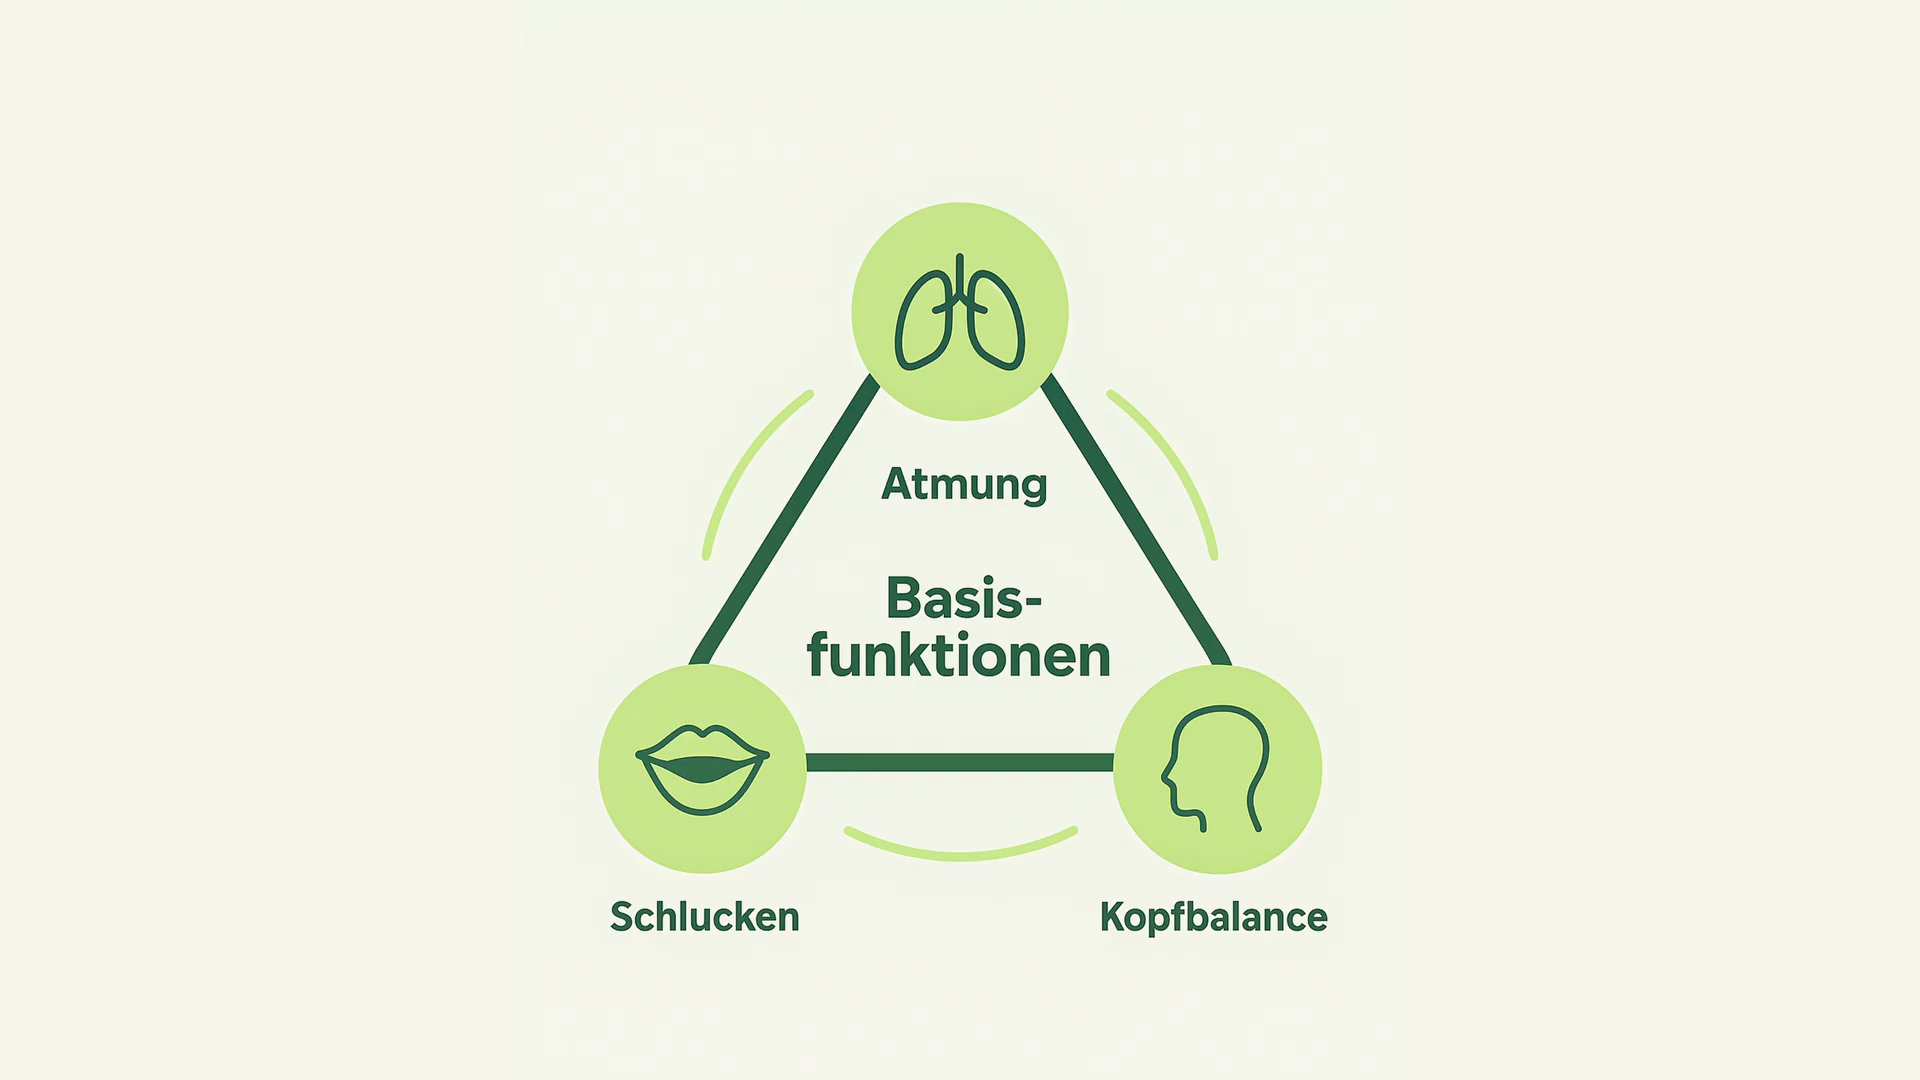 Atmung
Basis-
funktionen
Schlucken
Kopfbalance